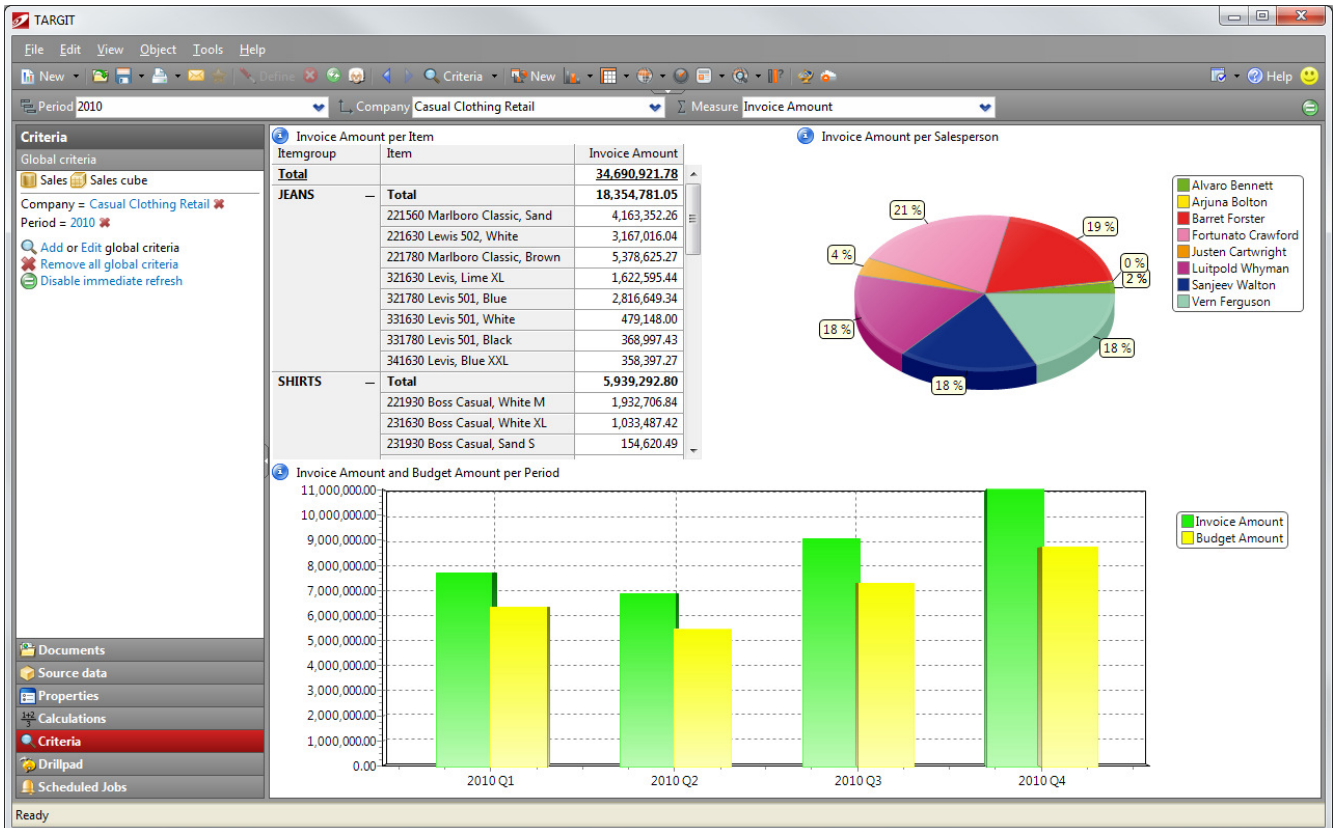 TARGIT
File Edit View Object Tools Help
New Define Criteria New Help
Period 2010 Company Casual Clothing Retail Measure Invoice Amount
Criteria
Global criteria
Sales Sales cube
Company = Casual Clothing Retail
Period = 2010
Add or Edit global criteria
Remove all global criteria
Disable immediate refresh
Documents
Source data
Properties
1+2
3
Calculations
Criteria
Drillpad
Scheduled Jobs
Invoice Amount per Item
Itemgroup Item Invoice Amount
Total 34,690,921.78
JEANS – Total 18,354,781.05
221560 Marlboro Classic, Sand 4,163,352.26
221630 Lewis 502, White 3,167,016.04
221780 Marlboro Classic, Brown 5,378,625.27
321630 Levis, Lime XL 1,622,595.44
321780 Levis 501, Blue 2,816,649.34
331630 Levis 501, White 479,148.00
331780 Levis 501, Black 368,997.43
341630 Levis, Blue XXL 358,397.27
SHIRTS – Total 5,939,292.80
221930 Boss Casual, White M 1,932,706.84
231630 Boss Casual, White XL 1,033,487.42
231930 Boss Casual, Sand S 154,620.49
Invoice Amount per Salesperson
21 %
19 %
4 %
0 %
2 %
18 %
18 %
18 %
Alvaro Bennett
Arjuna Bolton
Barret Forster
Fortunato Crawford
Justen Cartwright
Luitpold Whyman
Sanjeev Walton
Vern Ferguson
Invoice Amount and Budget Amount per Period
11,000,000.00
10,000,000.00
9,000,000.00
8,000,000.00
7,000,000.00
6,000,000.00
5,000,000.00
4,000,000.00
3,000,000.00
2,000,000.00
1,000,000.00
0.00
2010 Q1 2010 Q2 2010 Q3 2010 Q4
Invoice Amount
Budget Amount
Ready